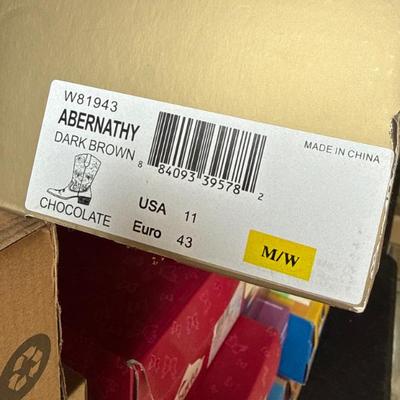 W81943
ABERNATHY
DARK BROWN
MADE IN CHINA
8 84093 39578 2
CHOCOLATE
USA 11
Euro 43
M/W